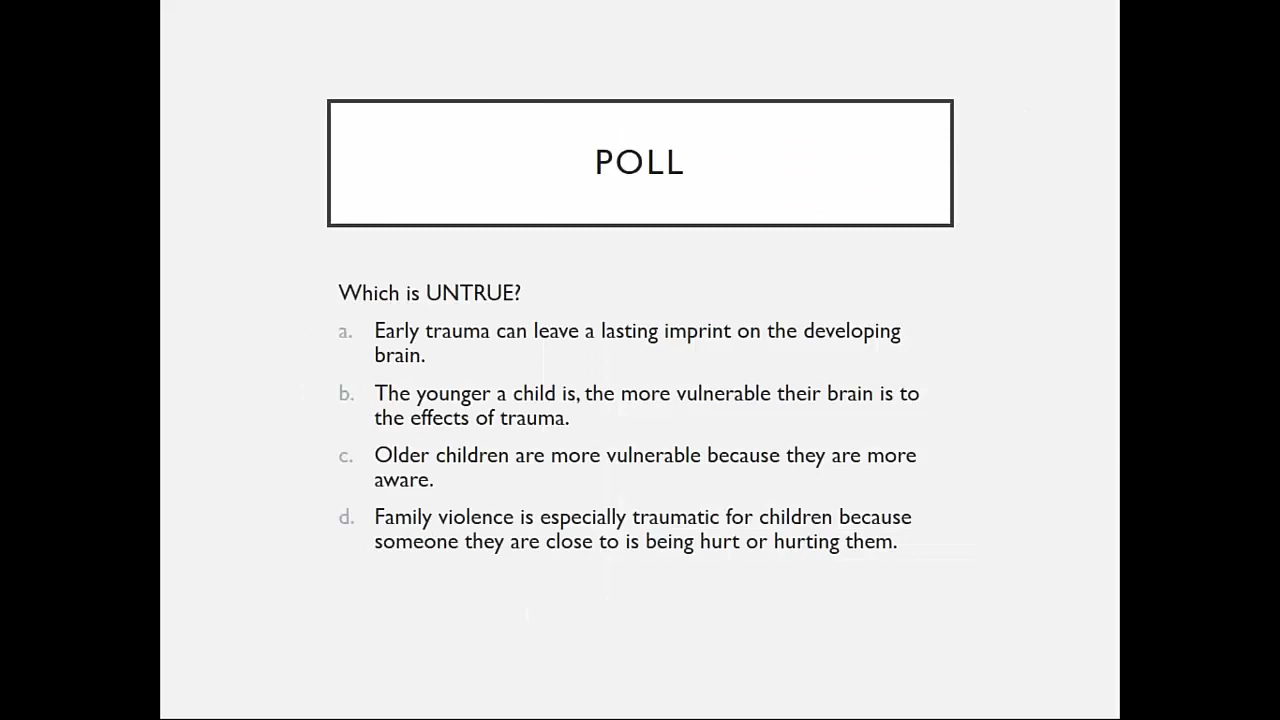 POLL
Which is UNTRUE?
a. Early trauma can leave a lasting imprint on the developing
brain.
b. The younger a child is, the more vulnerable their brain is to
the effects of trauma.
c. Older children are more vulnerable because they are more
aware.
d. Family violence is especially traumatic for children because
someone they are close to is being hurt or hurting them.